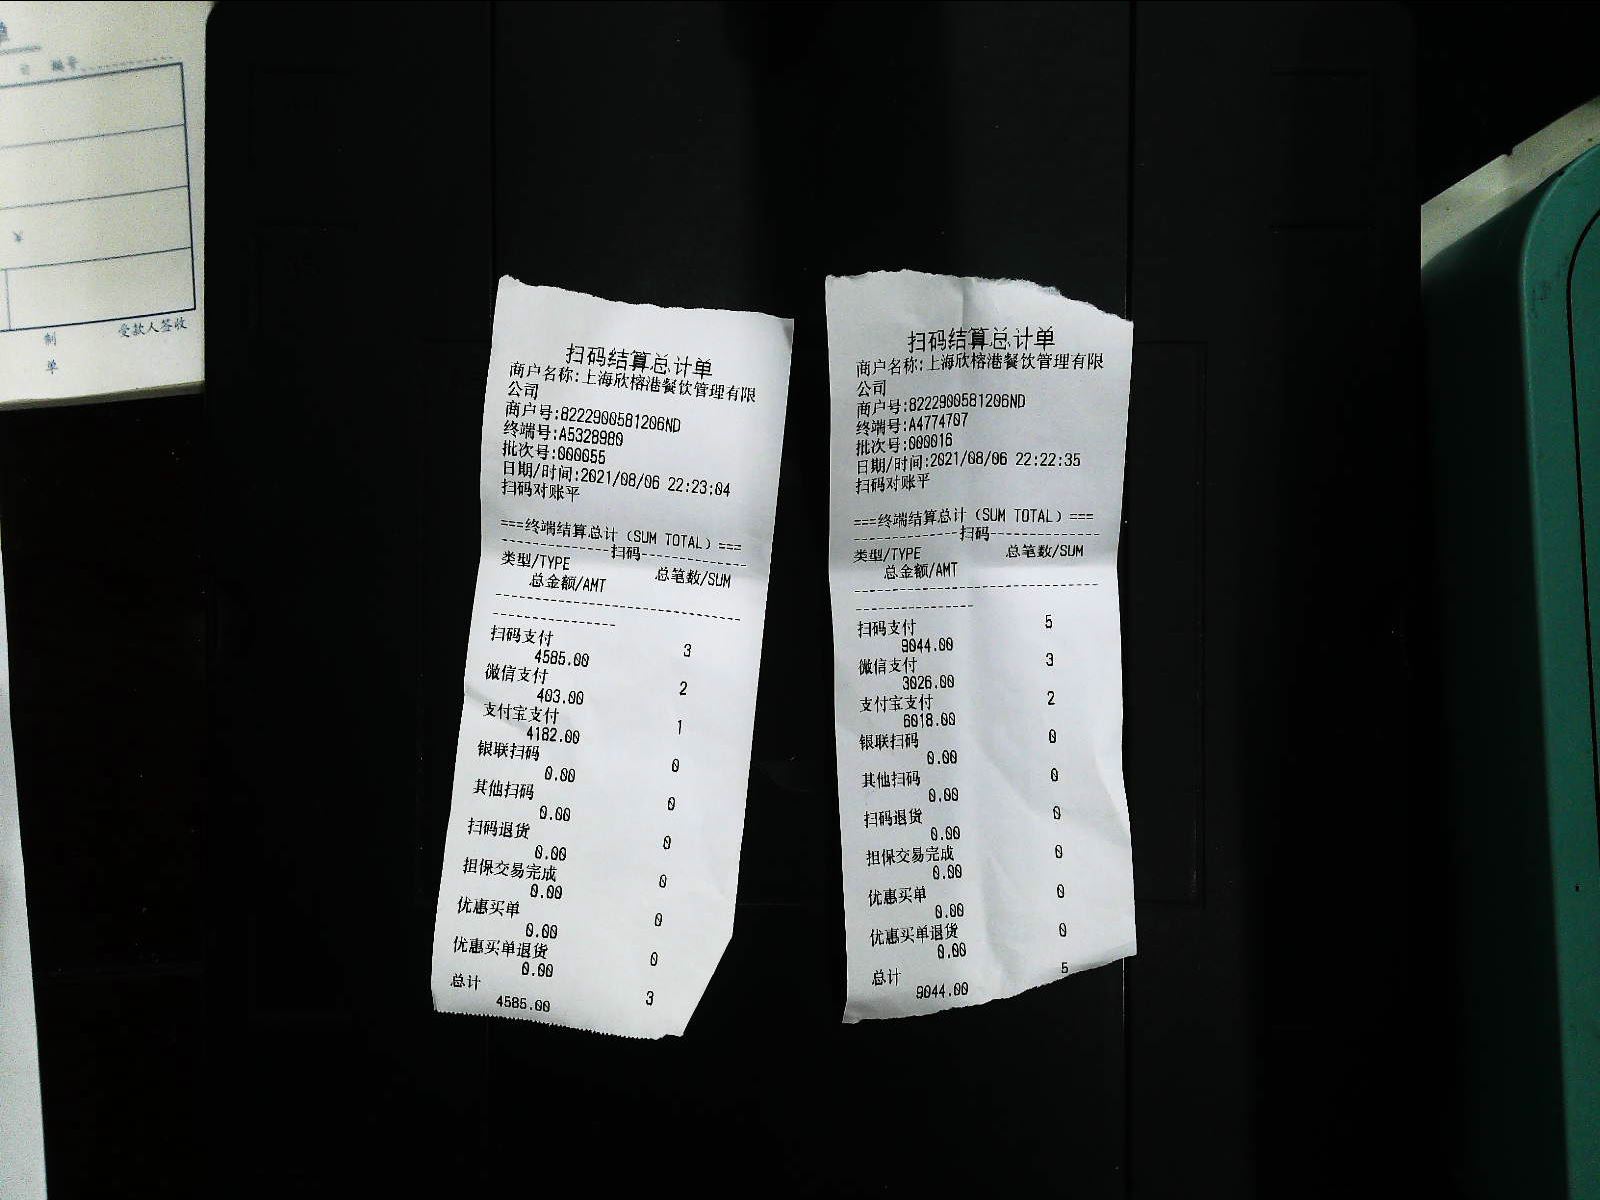 编号
¥
制
单
受款人签收
扫码结算总计单
商户名称:上海欣榕港餐饮管理有限
公司
商户号:8222900581206ND
终端号:A5328980
批次号:000055
日期/时间:2021/08/06 22:23:04
扫码对账平
===终端结算总计（SUM TOTAL）===
----------------扫码----------------
类型/TYPE 总笔数/SUM
总金额/AMT
扫码支付 3
4585.00
微信支付 2
403.00
支付宝支付 1
4182.00
银联扫码 0
0.00
其他扫码 0
0.00
扫码退货 0
0.00
担保交易完成 0
0.00
优惠买单 0
0.00
优惠买单退货 0
0.00
总计 3
4585.00
扫码结算总计单
商户名称:上海欣榕港餐饮管理有限
公司
商户号:8222900581206ND
终端号:A4774707
批次号:000016
日期/时间:2021/08/06 22:22:35
扫码对账平
===终端结算总计（SUM TOTAL）===
----------------扫码----------------
类型/TYPE 总笔数/SUM
总金额/AMT
扫码支付 5
9044.00
微信支付 3
3026.00
支付宝支付 2
6018.00
银联扫码 0
0.00
其他扫码 0
0.00
扫码退货 0
0.00
担保交易完成 0
0.00
优惠买单 0
0.00
优惠买单退货 0
0.00
总计 5
9044.00